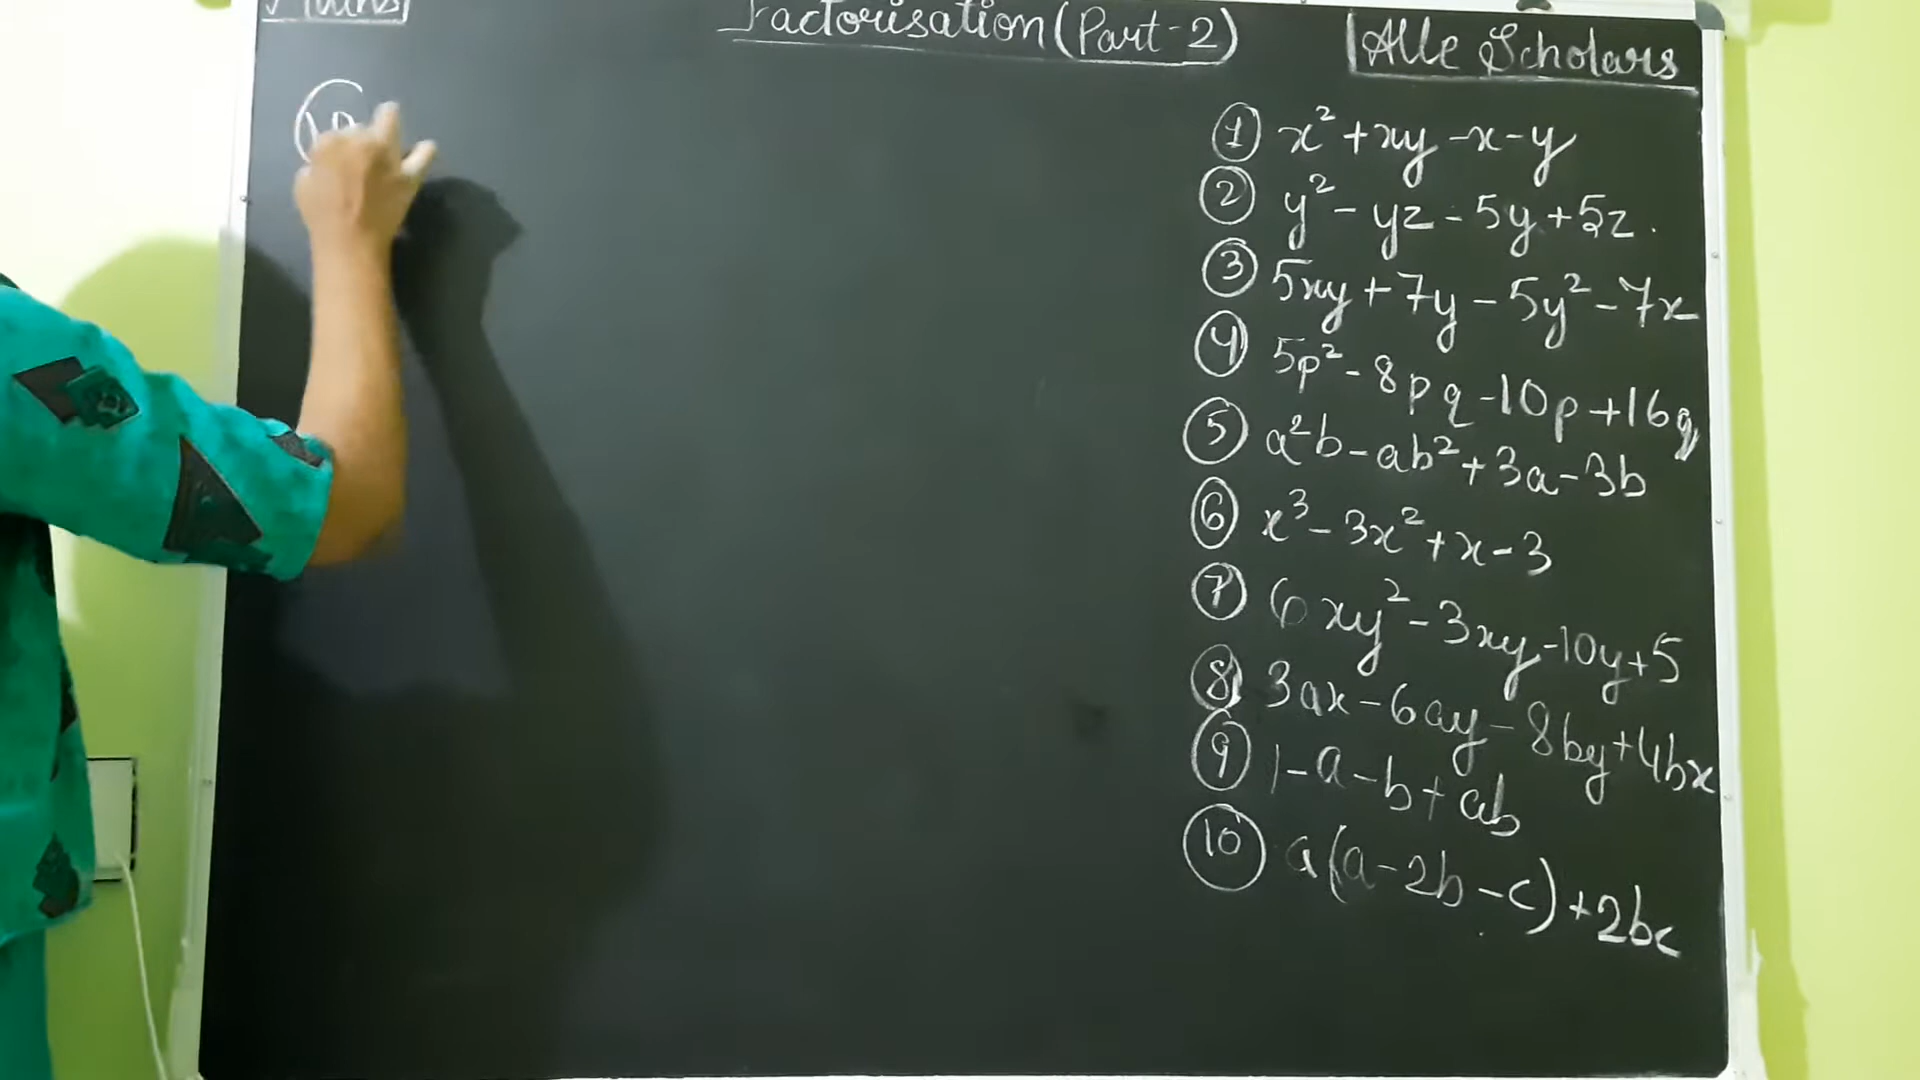 Maths
Factorisation (Part-2)
Alle Scholars
10
① x² + xy - x - y
② y² - yz - 5y + 5z.
③ 5xy + 7y - 5y² - 7x
④ 5p² - 8pq - 10p + 16q
⑤ a²b - ab² + 3a - 3b
⑥ x³ - 3x² + x - 3
⑦ 6xy² - 3xy - 10y + 5
⑧ 3ax - 6ay - 8by + 4bx
⑨ 1 - a - b + ab
⑩ a(a - 2b - c) + 2bc